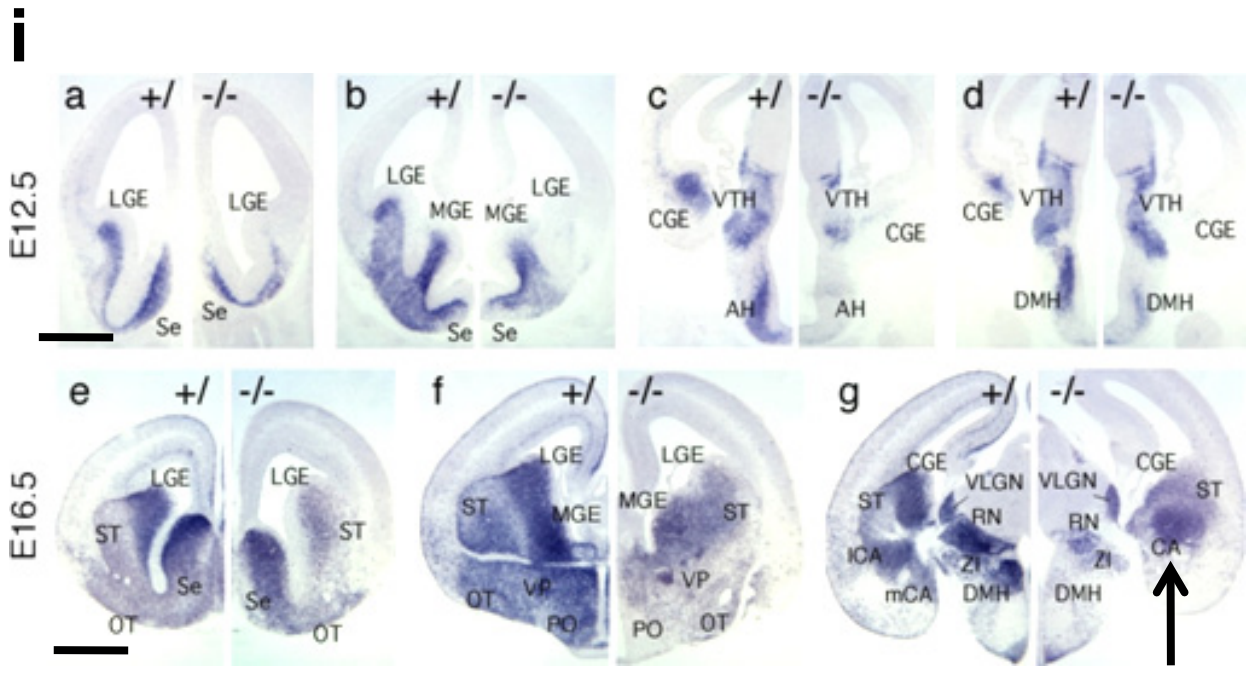 i
E12.5
a +/ -/- LGE LGE Se Se
b +/ -/- LGE MGE MGE LGE Se Se
c +/ -/- CGE VTH VTH CGE AH AH
d +/ -/- CGE VTH VTH CGE DMH DMH
E16.5
e +/ -/- LGE LGE ST ST Se Se OT OT
f +/ -/- LGE LGE ST MGE MGE ST OT VP VP PO PO OT
g +/ -/- CGE VLGN VLGN CGE ST RN RN ST lCA ZI ZI CA mCA DMH DMH